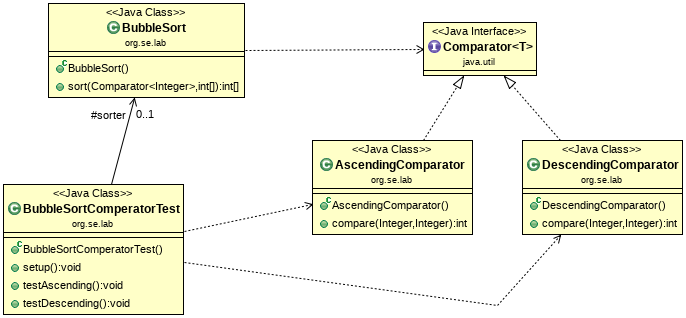 <<Java Class>>
BubbleSort
org.se.lab
BubbleSort()
sort(Comparator<Integer>,int[]):int[]
<<Java Interface>>
Comparator<T>
java.util
#sorter
0..1
<<Java Class>>
AscendingComparator
org.se.lab
AscendingComparator()
compare(Integer,Integer):int
<<Java Class>>
DescendingComparator
org.se.lab
DescendingComparator()
compare(Integer,Integer):int
<<Java Class>>
BubbleSortComperatorTest
org.se.lab
BubbleSortComperatorTest()
setup():void
testAscending():void
testDescending():void